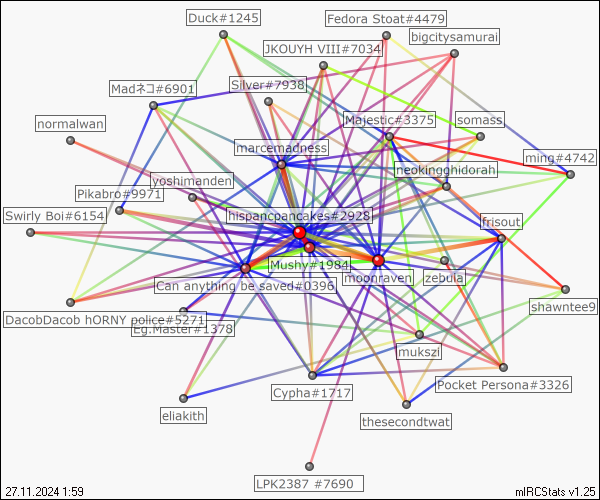 Duck#1245
Fedora Stoat#4479
bigcitysamurai
JKOUYH VIII#7034
Madネコ#6901
Silver#7938
normalwan
Majestic#3375
somass
marcemadness
ming#4742
neokingghidorah
yoshimanden
Pikabro#9971
Swirly Boi#6154
hispancpancakes#2928
frisout
Mushy#1984
moonraven
zebula
Can anything be saved#0396
shawntee9
DacobDacob hORNY police#5271
Eg.Master#1378
mukszi
Pocket Persona#3326
Cypha#1717
eliakith
thesecondtwat
LPK2387 #7690
27.11.2024 1:59
mIRCStats v1.25